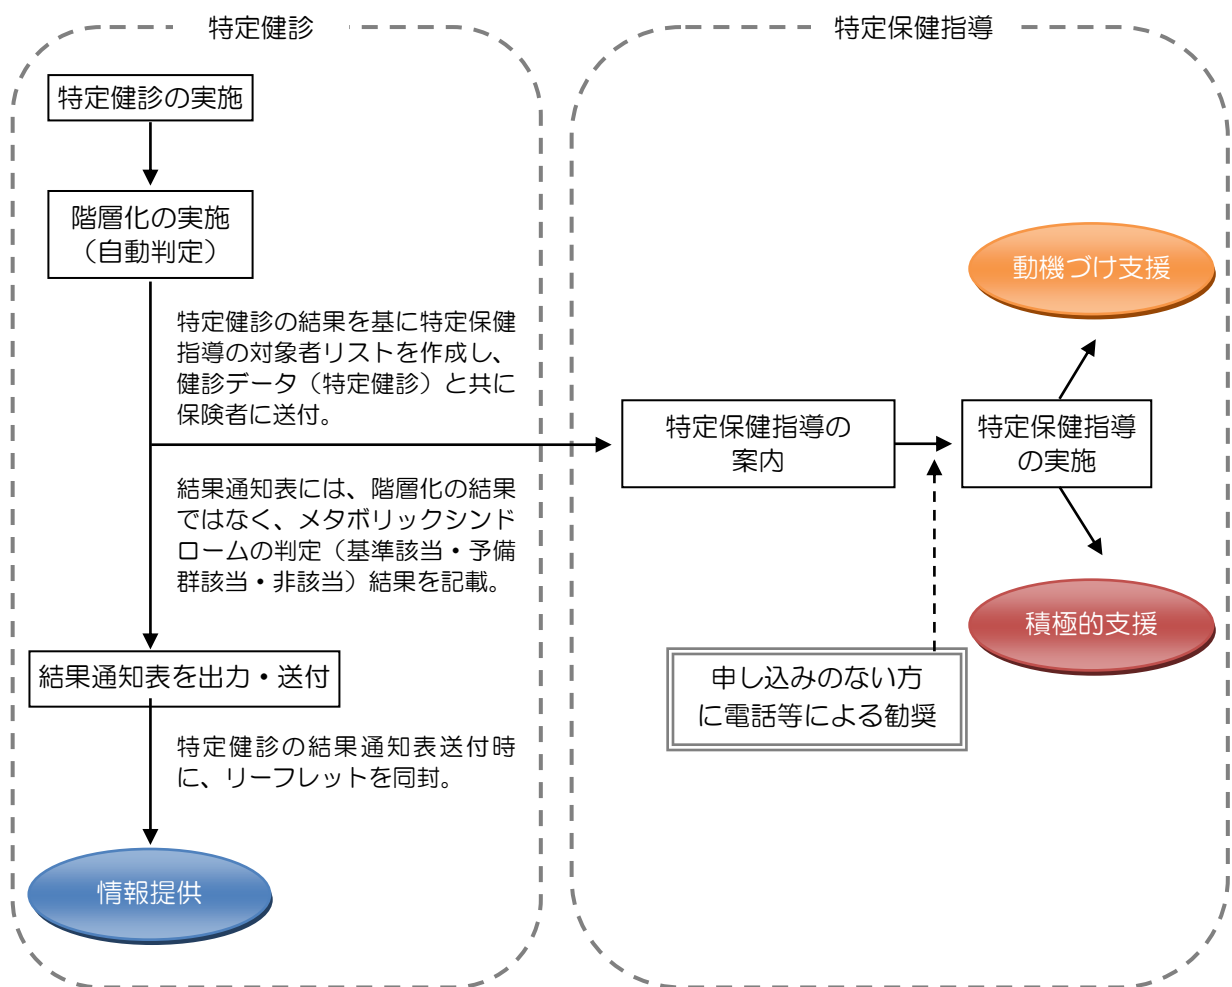 特定健診
特定健診の実施
階層化の実施
（自動判定）
特定健診の結果を基に特定保健
指導の対象者リストを作成し、
健診データ（特定健診）と共に
保険者に送付。
結果通知表には、階層化の結果
ではなく、メタボリックシンド
ロームの判定（基準該当・予備
群該当・非該当）結果を記載。
結果通知表を出力・送付
特定健診の結果通知表送付時
に、リーフレットを同封。
情報提供
特定保健指導
特定保健指導の
案内
特定保健指導
の実施
動機づけ支援
積極的支援
申し込みのない方
に電話等による勧奨